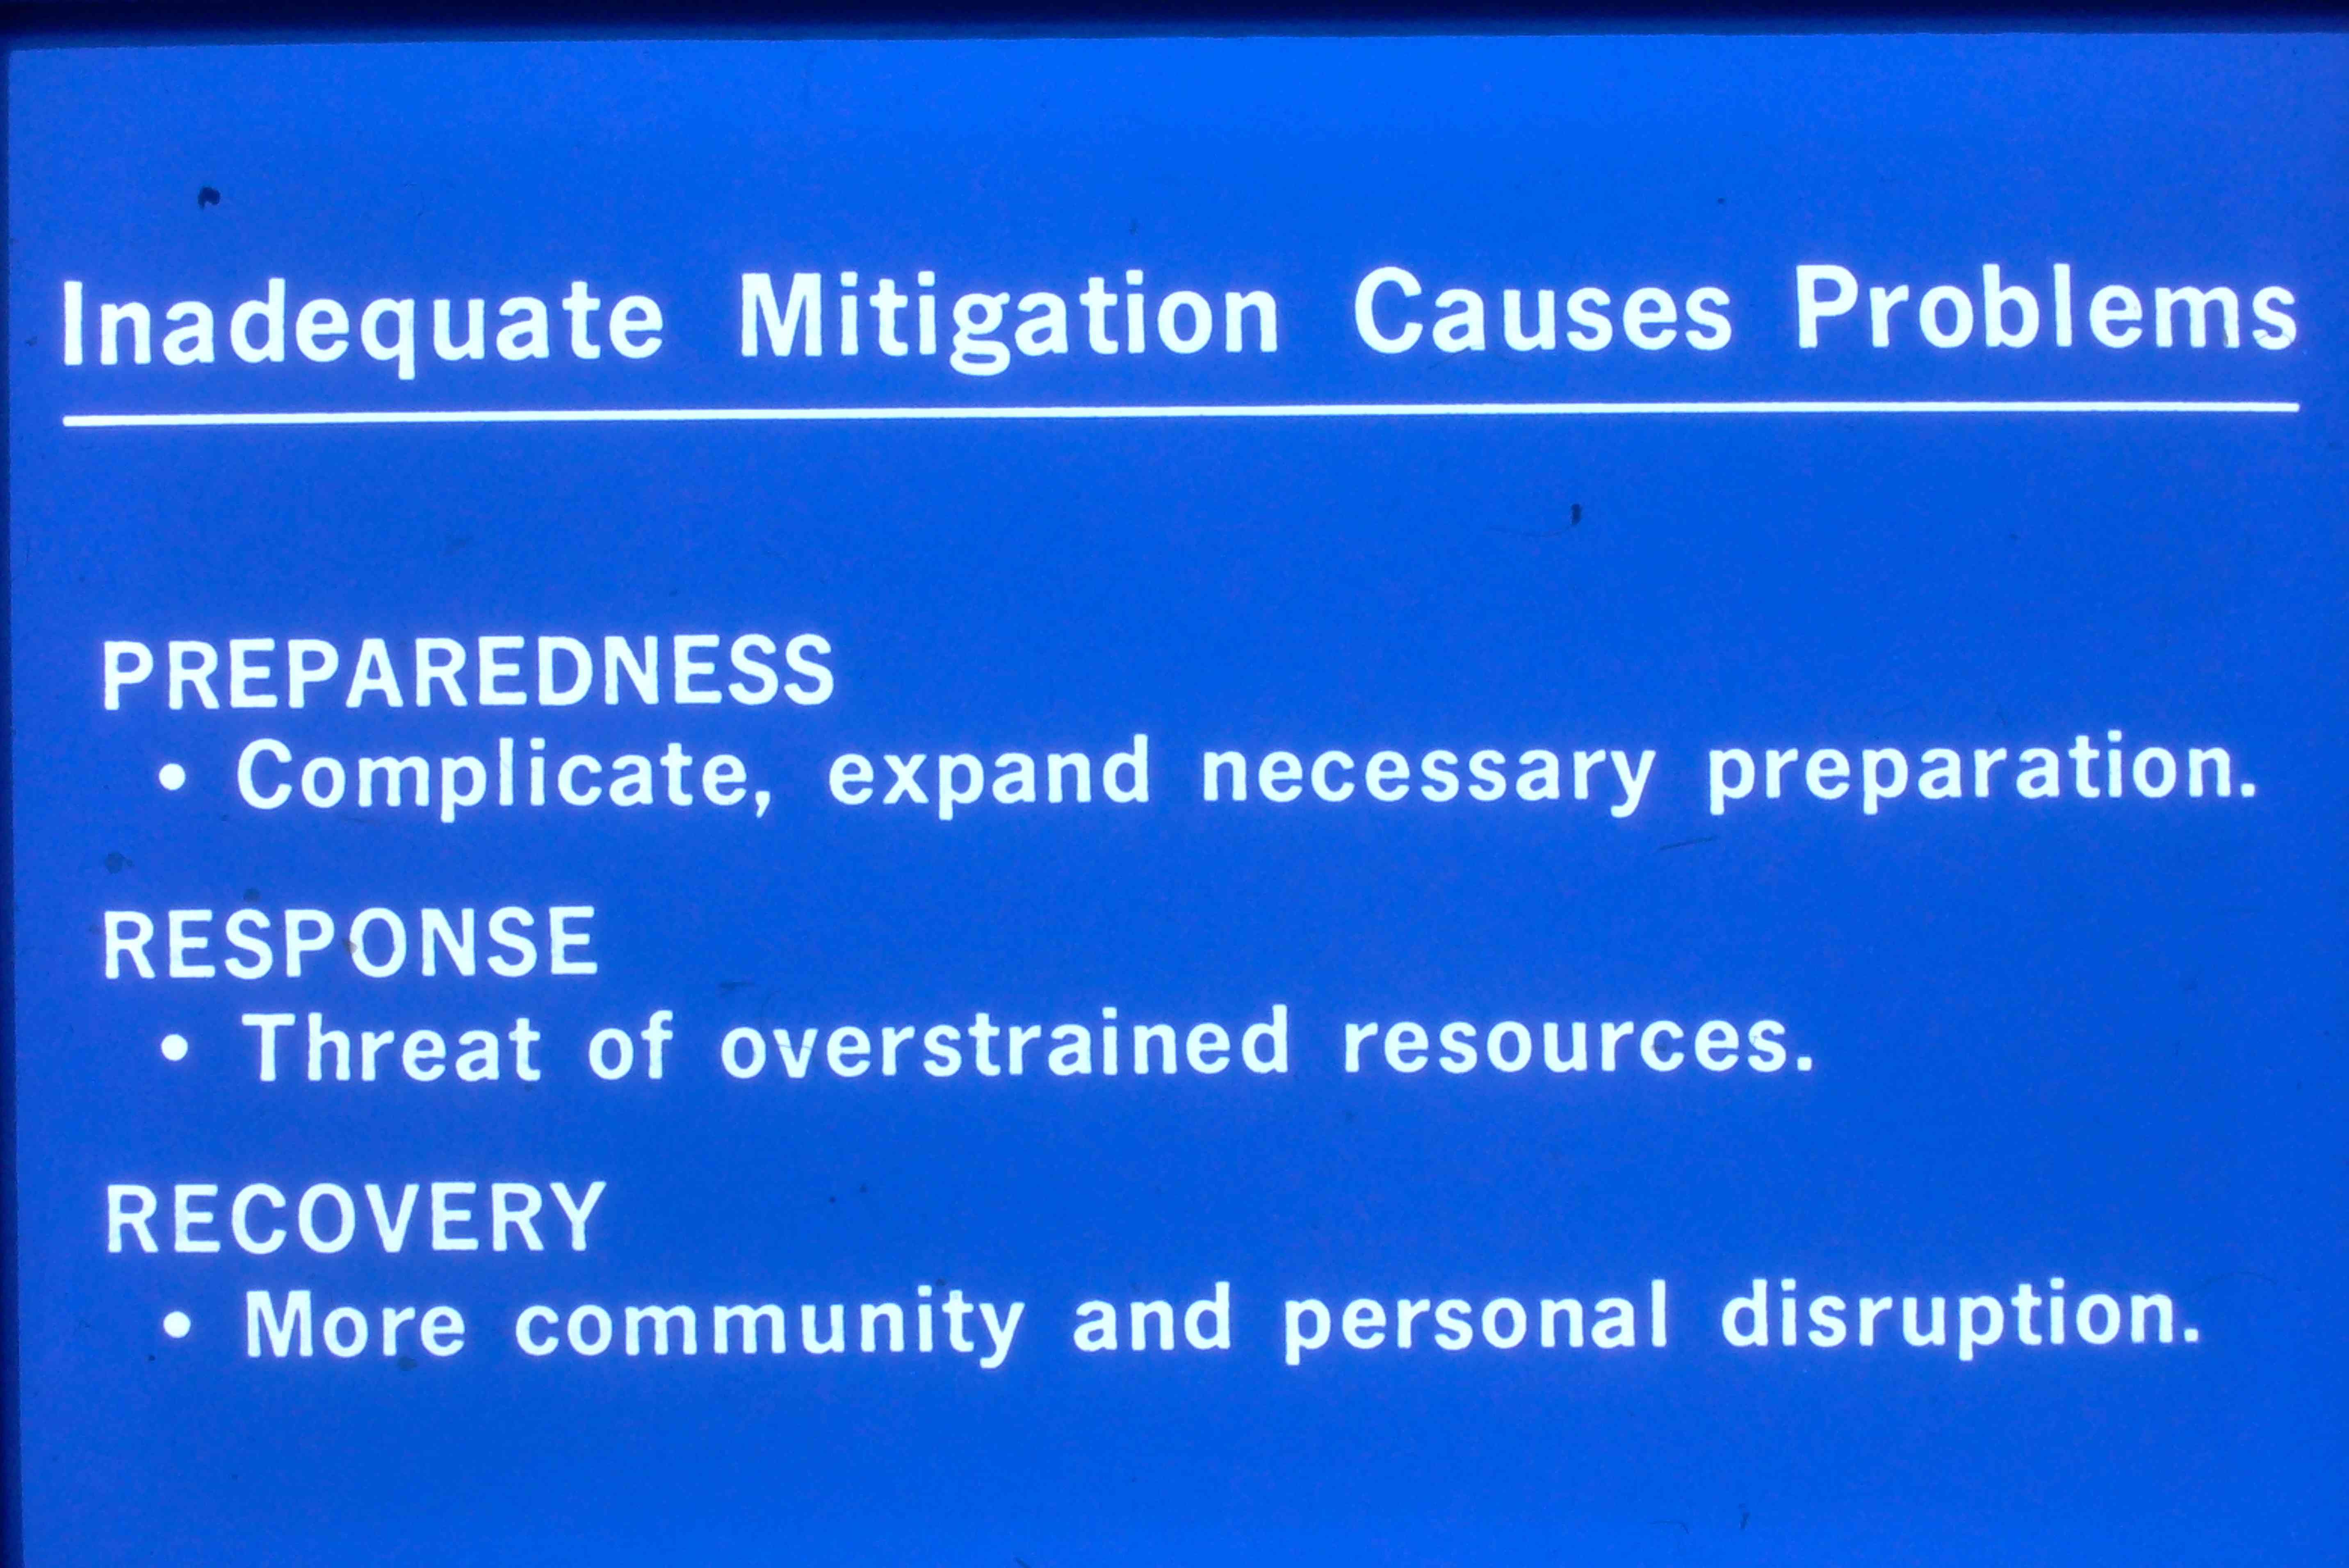 Inadequate Mitigation Causes Problems
PREPAREDNESS
• Complicate, expand necessary preparation.
RESPONSE
• Threat of overstrained resources.
RECOVERY
• More community and personal disruption.